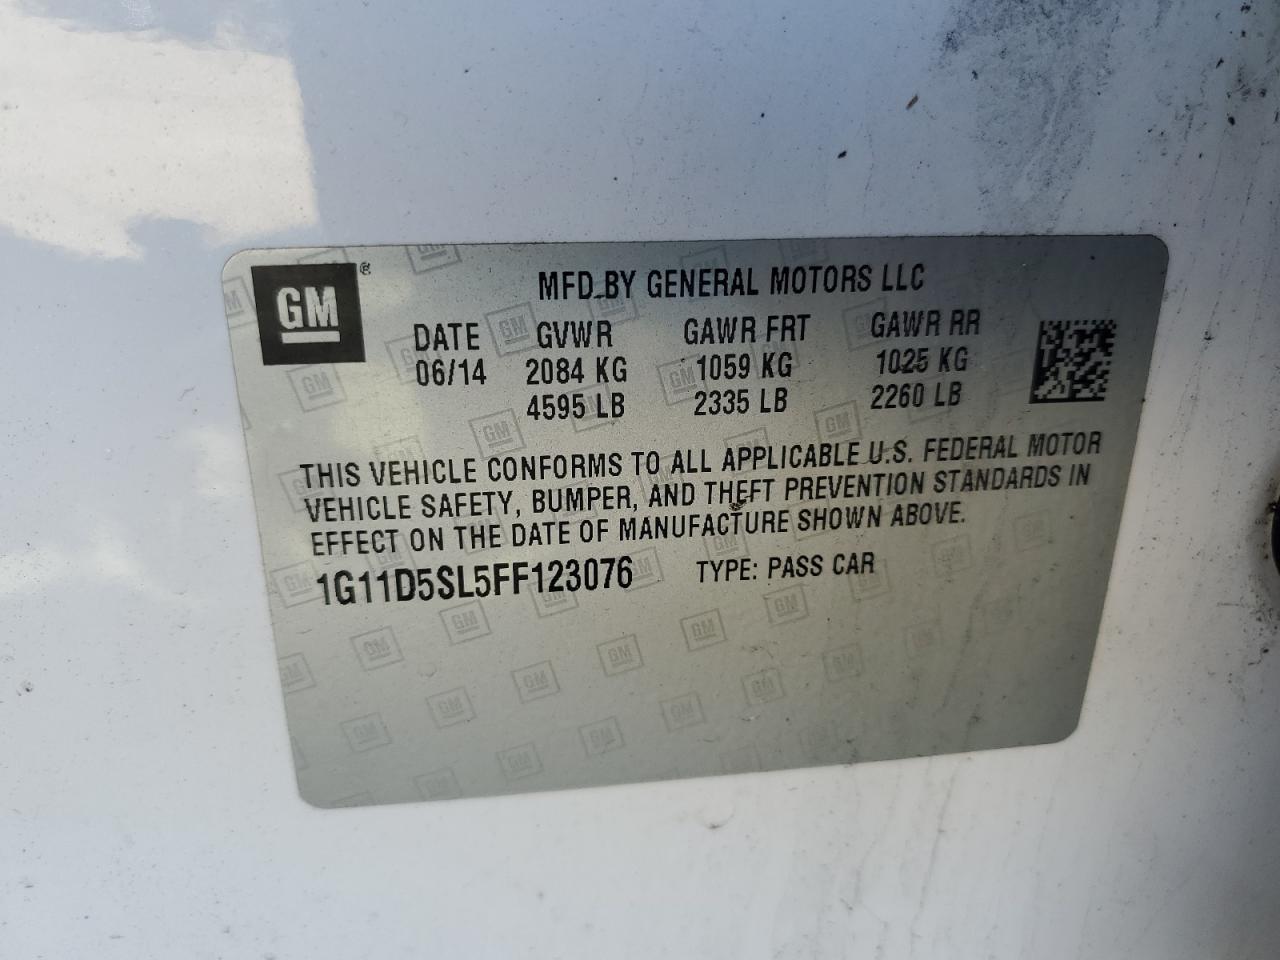 GM®
MFD BY GENERAL MOTORS LLC
DATE GVWR GAWR FRT GAWR RR
06/14 2084 KG 1059 KG 1025 KG
4595 LB 2335 LB 2260 LB
THIS VEHICLE CONFORMS TO ALL APPLICABLE U.S. FEDERAL MOTOR
VEHICLE SAFETY, BUMPER, AND THEFT PREVENTION STANDARDS IN
EFFECT ON THE DATE OF MANUFACTURE SHOWN ABOVE.
1G11D5SL5FF123076 TYPE: PASS CAR